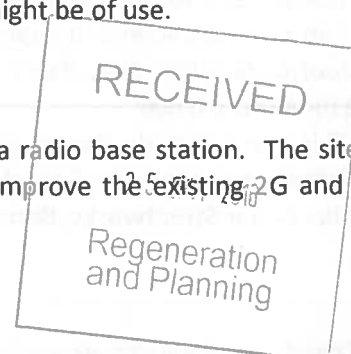 ight be of use.
RECEIVED
a radio base station. The site
mprove the existing 2G and
Regeneration
and Planning